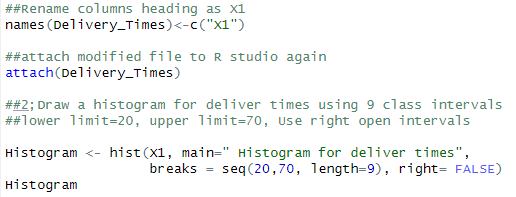 ##Rename columns heading as X1
names(Delivery_Times)<-c("X1")
##attach modified file to R studio again
attach(Delivery_Times)
##2;Draw a histogram for deliver times using 9 class intervals
##lower limit=20, upper limit=70, Use right open intervals
Histogram <- hist(X1, main=" Histogram for deliver times",
breaks = seq(20,70, length=9), right= FALSE)
Histogram